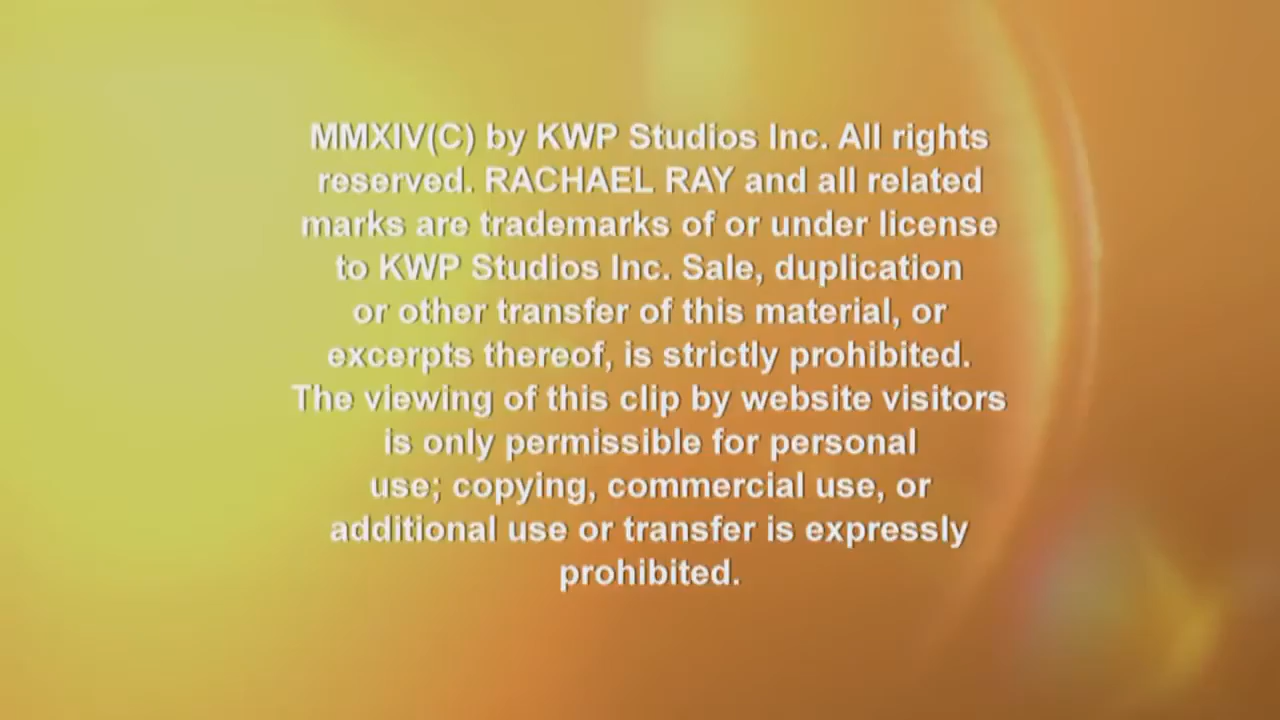 MMXIV(C) by KWP Studios Inc. All rights
reserved. RACHAEL RAY and all related
marks are trademarks of or under license
to KWP Studios Inc. Sale, duplication
or other transfer of this material, or
excerpts thereof, is strictly prohibited.
The viewing of this clip by website visitors
is only permissible for personal
use; copying, commercial use, or
additional use or transfer is expressly
prohibited.